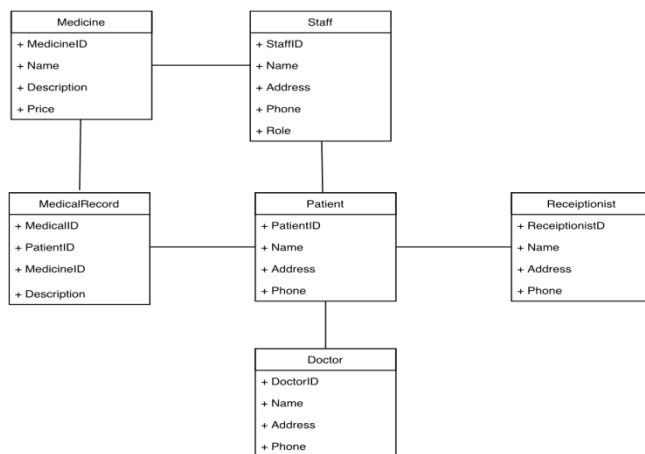 Medicine
+ MedicineID
+ Name
+ Description
+ Price
Staff
+ StaffID
+ Name
+ Address
+ Phone
+ Role
MedicalRecord
+ MedicalID
+ PatientID
+ MedicineID
+ Description
Patient
+ PatientID
+ Name
+ Address
+ Phone
Receiptionist
+ ReceiptionistD
+ Name
+ Address
+ Phone
Doctor
+ DoctorID
+ Name
+ Address
+ Phone